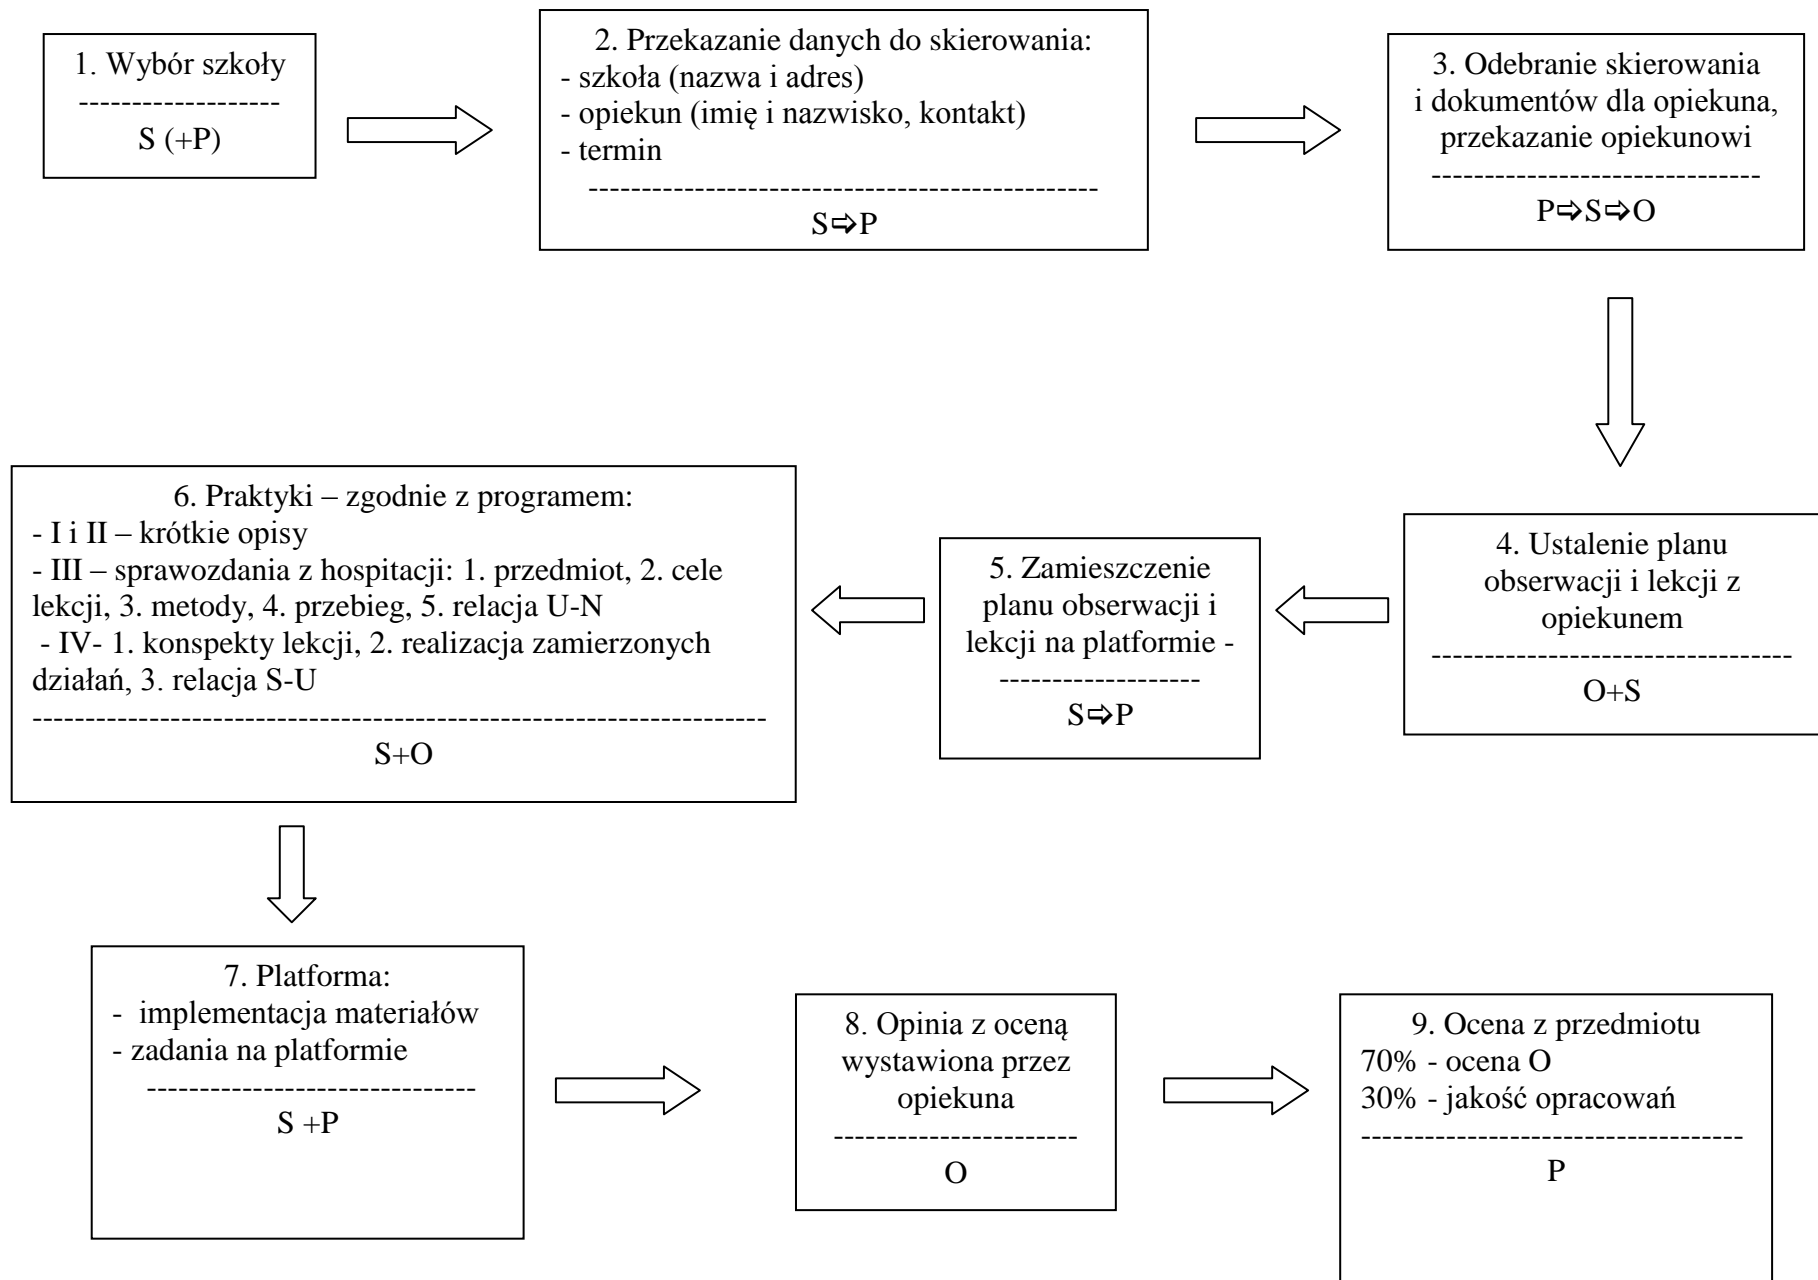 1. Wybór szkoły
-------------------
S (+P)
2. Przekazanie danych do skierowania:
- szkoła (nazwa i adres)
- opiekun (imię i nazwisko, kontakt)
- termin
------------------------------------------------
S⇨P
3. Odebranie skierowania
i dokumentów dla opiekuna,
przekazanie opiekunowi
-------------------------------
P⇨S⇨O
4. Ustalenie planu
obserwacji i lekcji z
opiekunem
----------------------------------
O+S
5. Zamieszczenie
planu obserwacji i
lekcji na platformie -
-------------------
S⇨P
6. Praktyki – zgodnie z programem:
- I i II – krótkie opisy
- III – sprawozdania z hospitacji: 1. przedmiot, 2. cele
lekcji, 3. metody, 4. przebieg, 5. relacja U-N
- IV- 1. konspekty lekcji, 2. realizacja zamierzonych
działań, 3. relacja S-U
---------------------------------------------------------------------
S+O
7. Platforma:
- implementacja materiałów
- zadania na platformie
-------------------------------
S +P
8. Opinia z oceną
wystawiona przez
opiekuna
-----------------------
O
9. Ocena z przedmiotu
70% - ocena O
30% - jakość opracowań
------------------------------------
P